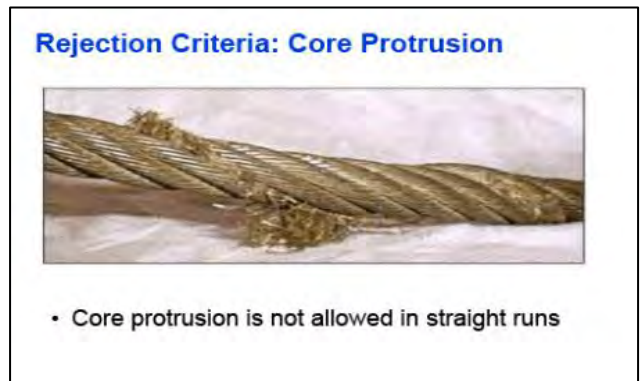 Rejection Criteria: Core Protrusion
• Core protrusion is not allowed in straight runs